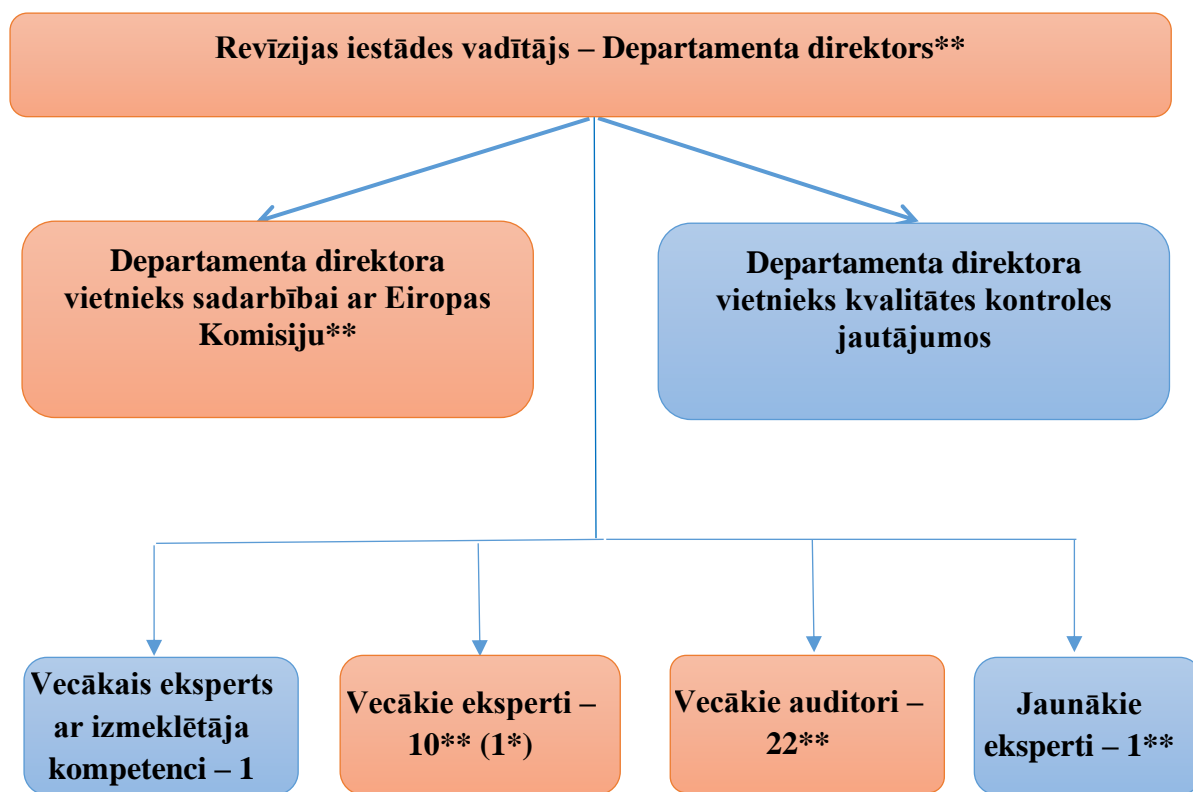 Revīzijas iestādes vadītājs – Departamenta direktors**
Departamenta direktora
vietnieks sadarbībai ar Eiropas
Komisiju**
Departamenta direktora
vietnieks kvalitātes kontroles
jautājumos
Vecākais eksperts
ar izmeklētāja
kompetenci – 1
Vecākie eksperti –
10** (1*)
Vecākie auditori –
22**
Jaunākie
eksperti – 1**